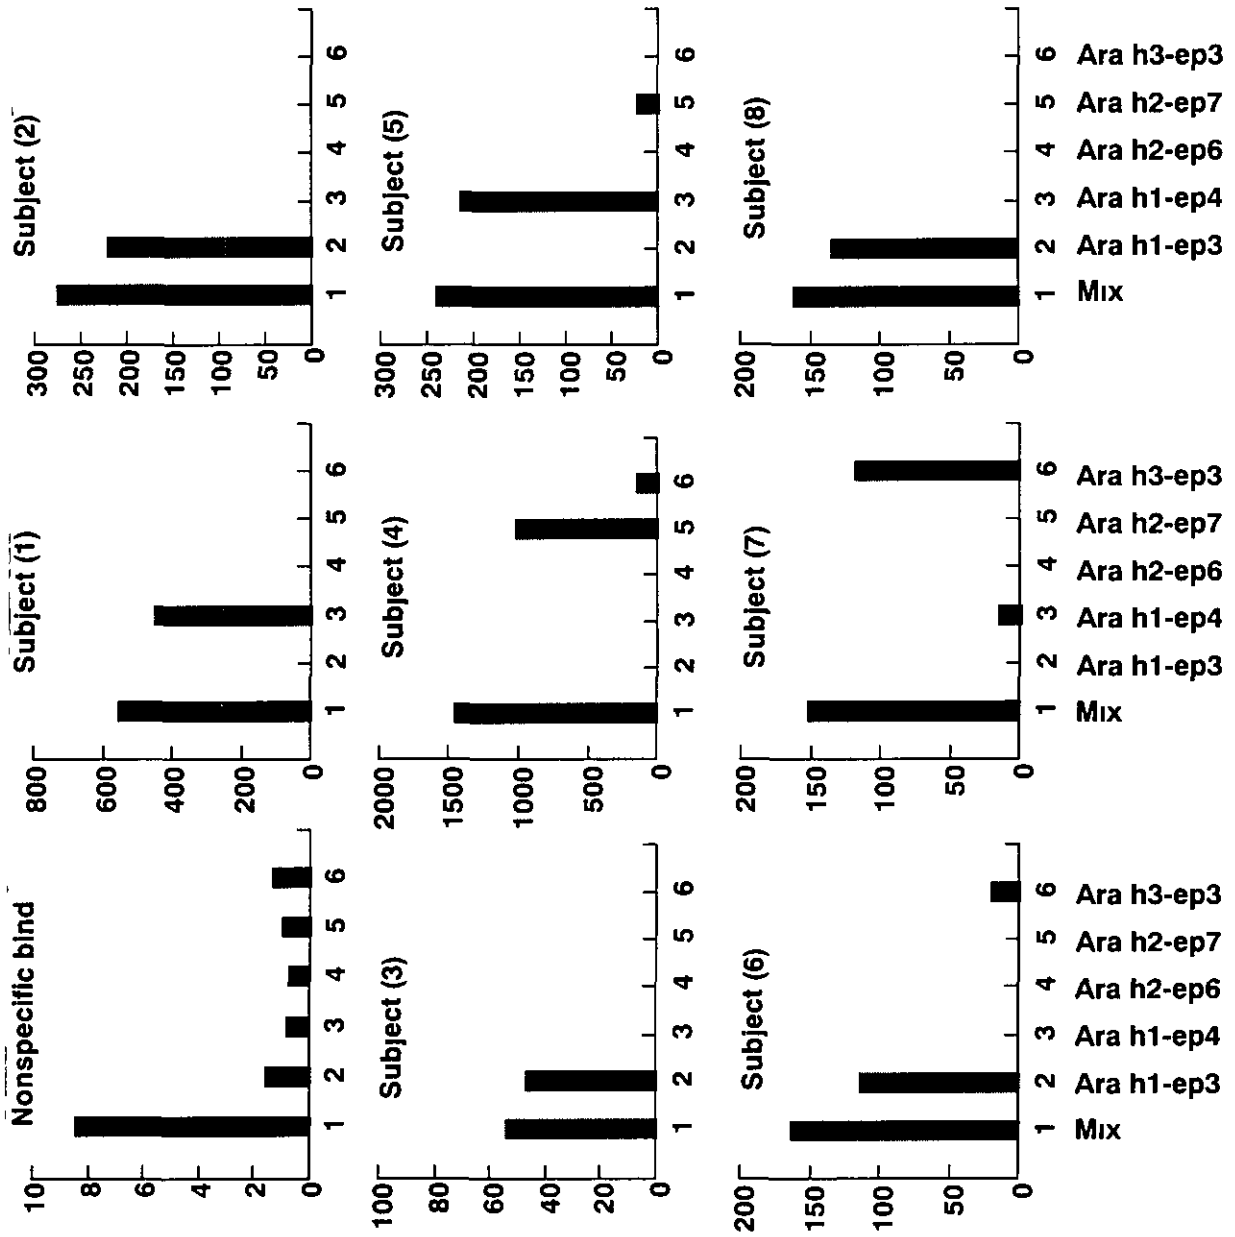 Nonspecific bind
10
8
6
4
2
0
1 2 3 4 5 6
Subject (1)
800
600
400
200
0
1 2 3 4 5 6
Subject (2)
300
250
200
150
100
50
0
1 2 3 4 5 6
Subject (3)
100
80
60
40
20
0
1 2 3 4 5 6
Subject (4)
2000
1500
1000
500
0
1 2 3 4 5 6
Subject (5)
300
250
200
150
100
50
0
1 2 3 4 5 6
Subject (6)
200
150
100
50
0
1 2 3 4 5 6
Mix
Ara h1-ep3
Ara h1-ep4
Ara h2-ep6
Ara h2-ep7
Ara h3-ep3
Subject (7)
200
150
100
50
0
1 2 3 4 5 6
Mix
Ara h1-ep3
Ara h1-ep4
Ara h2-ep6
Ara h2-ep7
Ara h3-ep3
Subject (8)
200
150
100
50
0
1 2 3 4 5 6
Mix
Ara h1-ep3
Ara h1-ep4
Ara h2-ep6
Ara h2-ep7
Ara h3-ep3